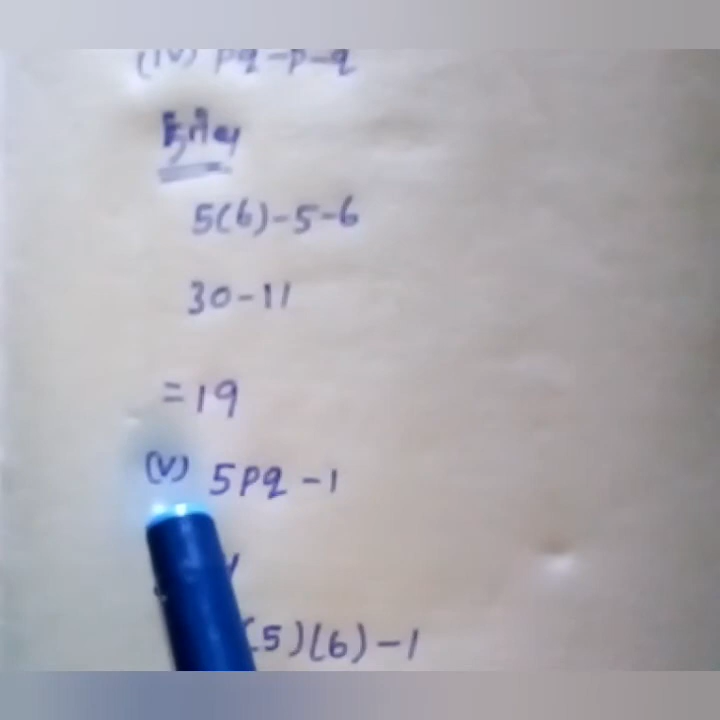 (iv) pq-p-q
தீர்வு
5(6)-5-6
30-11
=19
(v) 5pq-1
(5)(6)-1